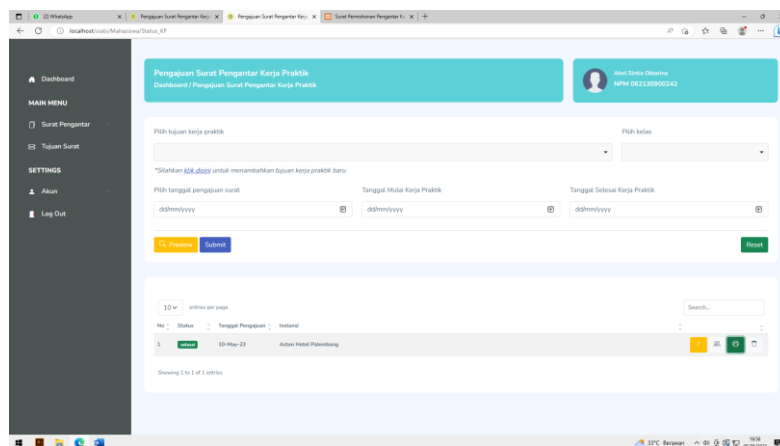 WhatsApp
Pengajuan Surat Pengantar Kerja
Pengajuan Surat Pengantar Kerja
Surat Permohonan Pengantar
localhost/siabi/Mahasiswa/Status_KP
Dashboard
MAIN MENU
Surat Pengantar
Tujuan Surat
SETTINGS
Akun
Log Out
Pengajuan Surat Pengantar Kerja Praktik
Dashboard / Pengajuan Surat Pengantar Kerja Praktik
NPM 062130900242
Pilih tujuan kerja praktik
Pilih kelas
*Silahkan klik disini untuk menambahkan tujuan kerja praktik baru
Pilih tanggal pengajuan surat
Tanggal Mulai Kerja Praktik
Tanggal Selesai Kerja Praktik
dd/mm/yyyy
dd/mm/yyyy
dd/mm/yyyy
Preview
Submit
Reset
10
entries per page
Search...
No
Status
Tanggal Pengajuan
Instansi
1
selesai
10-May-23
Aston Hotel Palembang
Showing 1 to 1 of 1 entries
33°C Berawan